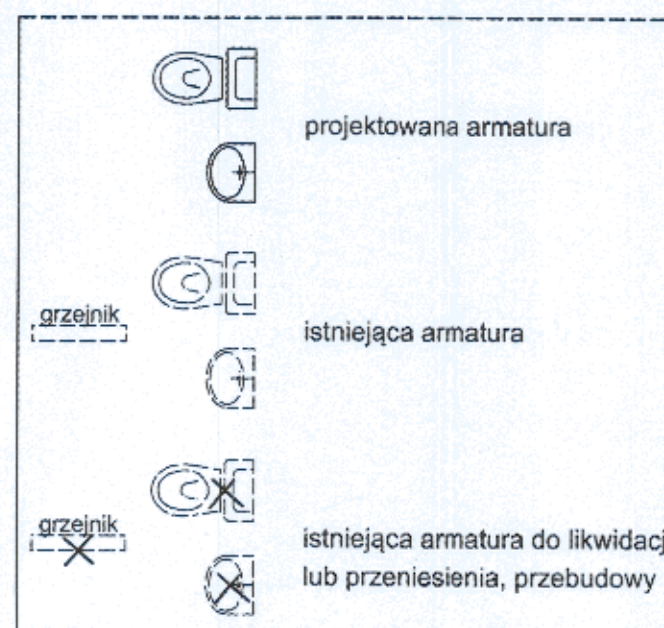 projektowana armatura
grzejnik
istniejąca armatura
grzejnik
istniejąca armatura do likwidacj
lub przeniesienia, przebudowy